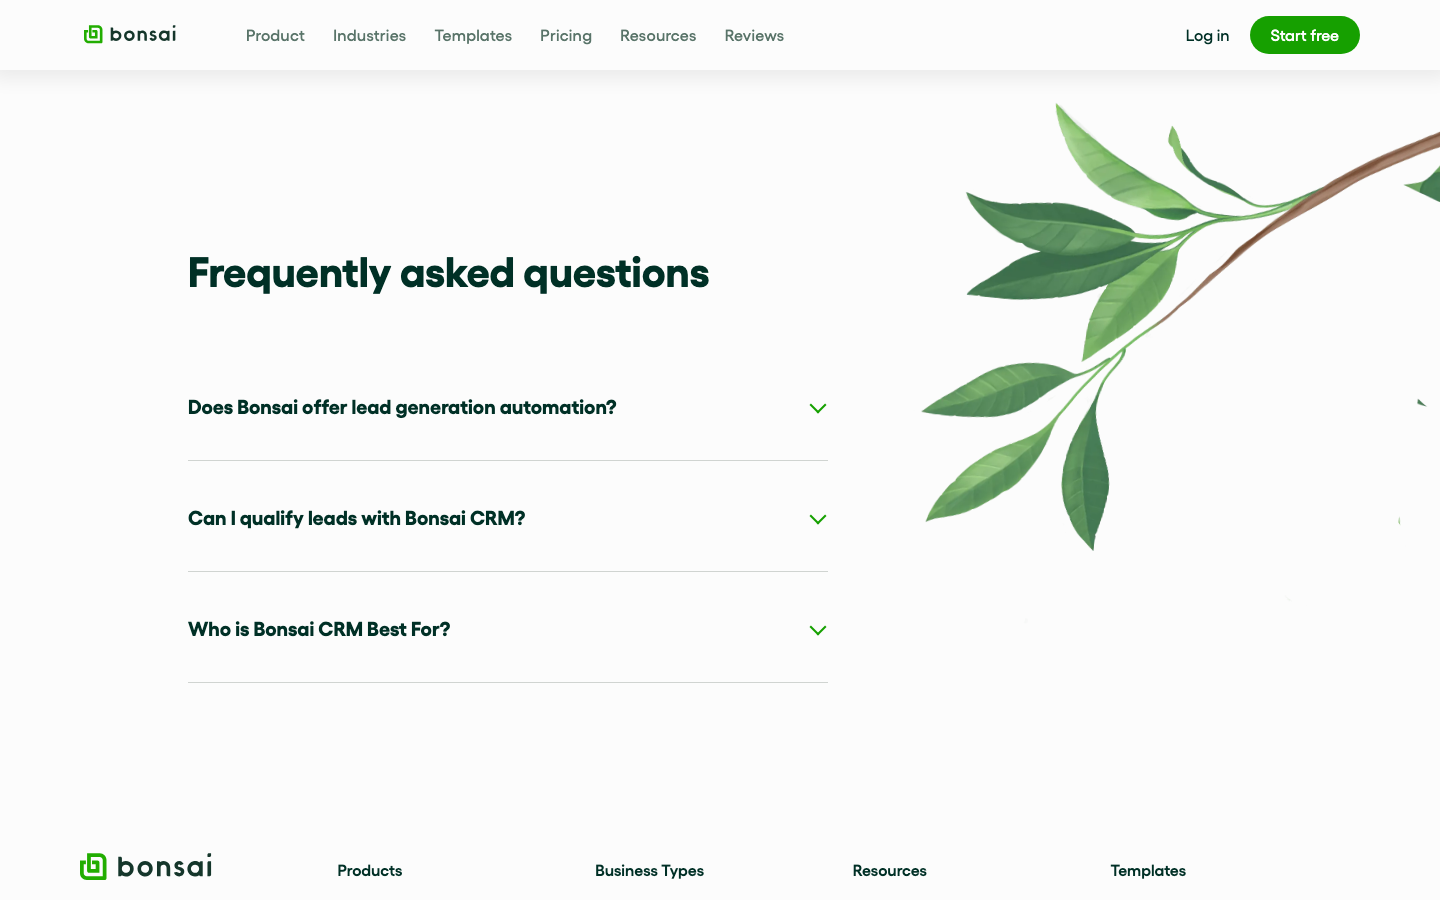 bonsai
Product Industries Templates Pricing Resources Reviews Log in Start free
Frequently asked questions
Does Bonsai offer lead generation automation?
Can I qualify leads with Bonsai CRM?
Who is Bonsai CRM Best For?
bonsai
Products Business Types Resources Templates